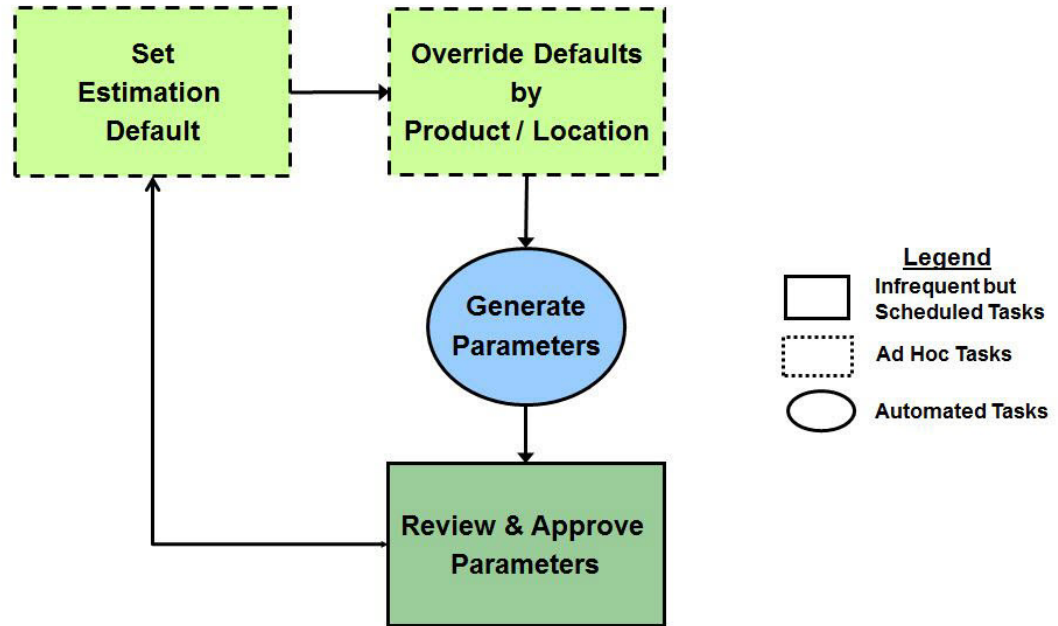 Set
Estimation
Default
Override Defaults
by
Product / Location
Generate
Parameters
Review & Approve
Parameters
Legend
Infrequent but
Scheduled Tasks
Ad Hoc Tasks
Automated Tasks